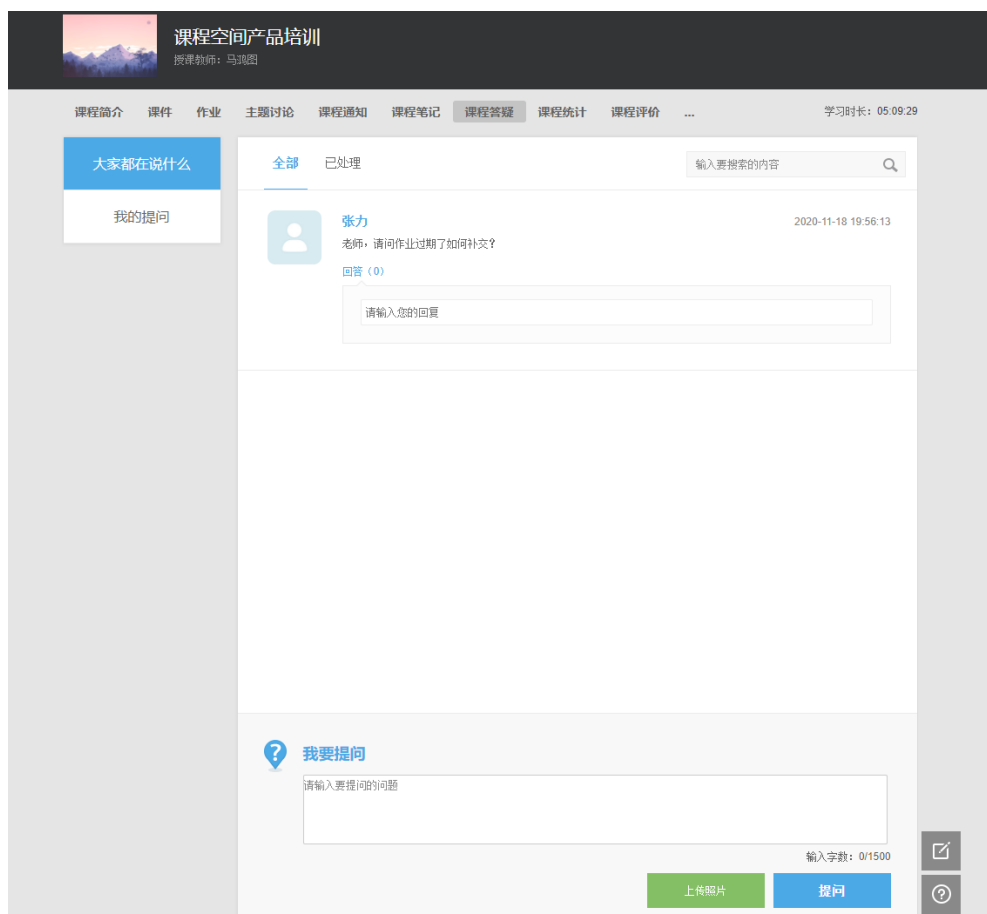 课程空间产品培训
授课教师：马鸿图
课程简介 课件 作业 主题讨论 课程通知 课程笔记 课程答疑 课程统计 课程评价 ... 学习时长：05:09:29
大家都在说什么
我的提问
全部 已处理 输入要搜索的内容
张力 2020-11-18 19:56:13
老师，请问作业过期了如何补交？
回答（0）
请输入您的回复
我要提问
请输入要提问的问题
输入字数：0/1500
上传照片 提问